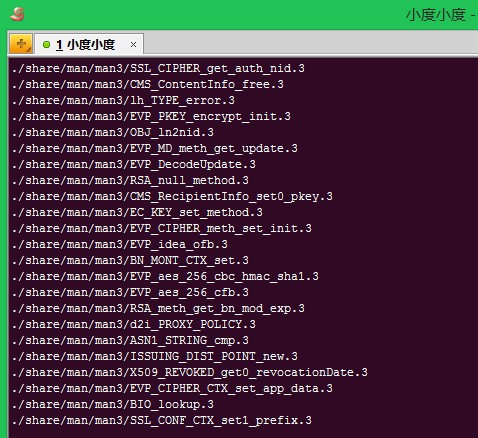 小度小度 -
1 小度小度 ×
./share/man/man3/SSL_CIPHER_get_auth_nid.3
./share/man/man3/CMS_ContentInfo_free.3
./share/man/man3/lh_TYPE_error.3
./share/man/man3/EVP_PKEY_encrypt_init.3
./share/man/man3/OBJ_ln2nid.3
./share/man/man3/EVP_MD_meth_get_update.3
./share/man/man3/EVP_DecodeUpdate.3
./share/man/man3/RSA_null_method.3
./share/man/man3/CMS_RecipientInfo_set0_pkey.3
./share/man/man3/EC_KEY_set_method.3
./share/man/man3/EVP_CIPHER_meth_set_init.3
./share/man/man3/EVP_idea_ofb.3
./share/man/man3/BN_MONT_CTX_set.3
./share/man/man3/EVP_aes_256_cbc_hmac_sha1.3
./share/man/man3/EVP_aes_256_cfb.3
./share/man/man3/RSA_meth_get_bn_mod_exp.3
./share/man/man3/d2i_PROXY_POLICY.3
./share/man/man3/ASN1_STRING_cmp.3
./share/man/man3/ISSUING_DIST_POINT_new.3
./share/man/man3/X509_REVOKED_get0_revocationDate.3
./share/man/man3/EVP_CIPHER_CTX_set_app_data.3
./share/man/man3/BIO_lookup.3
./share/man/man3/SSL_CONF_CTX_set1_prefix.3